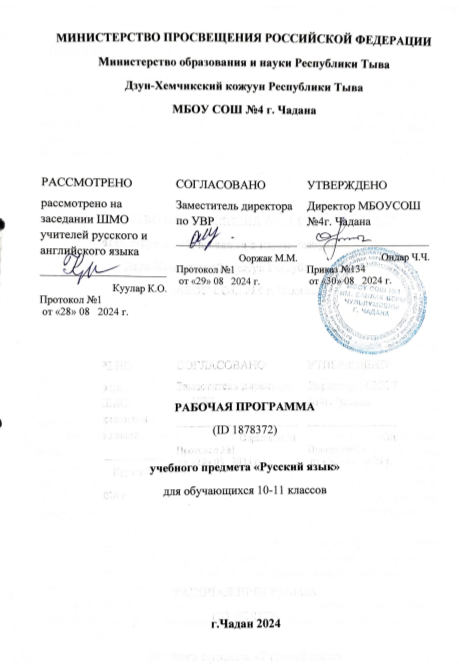 МИНИСТЕРСТВО ПРОСВЕЩЕНИЯ РОССИЙСКОЙ ФЕДЕРАЦИИ
Министерство образования и науки Республики Тыва
Дзун-Хемчикский кожуун Республики Тыва
МБОУ СОШ №4 г. Чадана
РАССМОТРЕНО
рассмотрено на
заседании ШМО
учителей русского и
английского языка
Куулар К.О.
Протокол №1
от «28» 08 2024 г.
СОГЛАСОВАНО
Заместитель директора
по УВР
Ооржак М.М.
Протокол №1
от «29» 08 2024 г.
УТВЕРЖДЕНО
Директор МБОУСОШ
№4г. Чадана
Ондар Ч.Ч.
Приказ №134
от «30» 08 2024 г.
РАБОЧАЯ ПРОГРАММА
(ID 1878372)
учебного предмета «Русский язык»
для обучающихся 10-11 классов
г.Чадан 2024